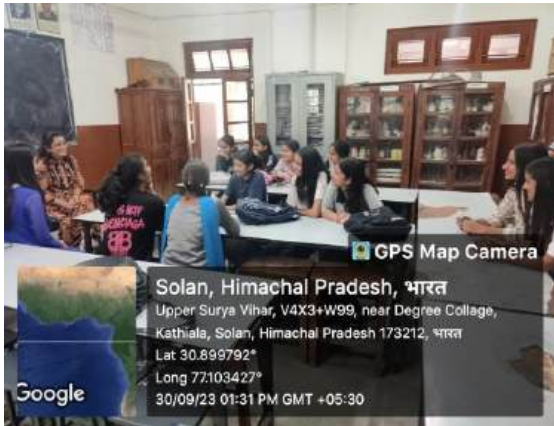 GPS Map Camera
Solan, Himachal Pradesh, भारत
Upper Surya Vihar, V4X3+W99, near Degree Collage,
Kathiala, Solan, Himachal Pradesh 173212, भारत
Lat 30.899792°
Long 77.103427°
30/09/23 01:31 PM GMT +05:30
Google